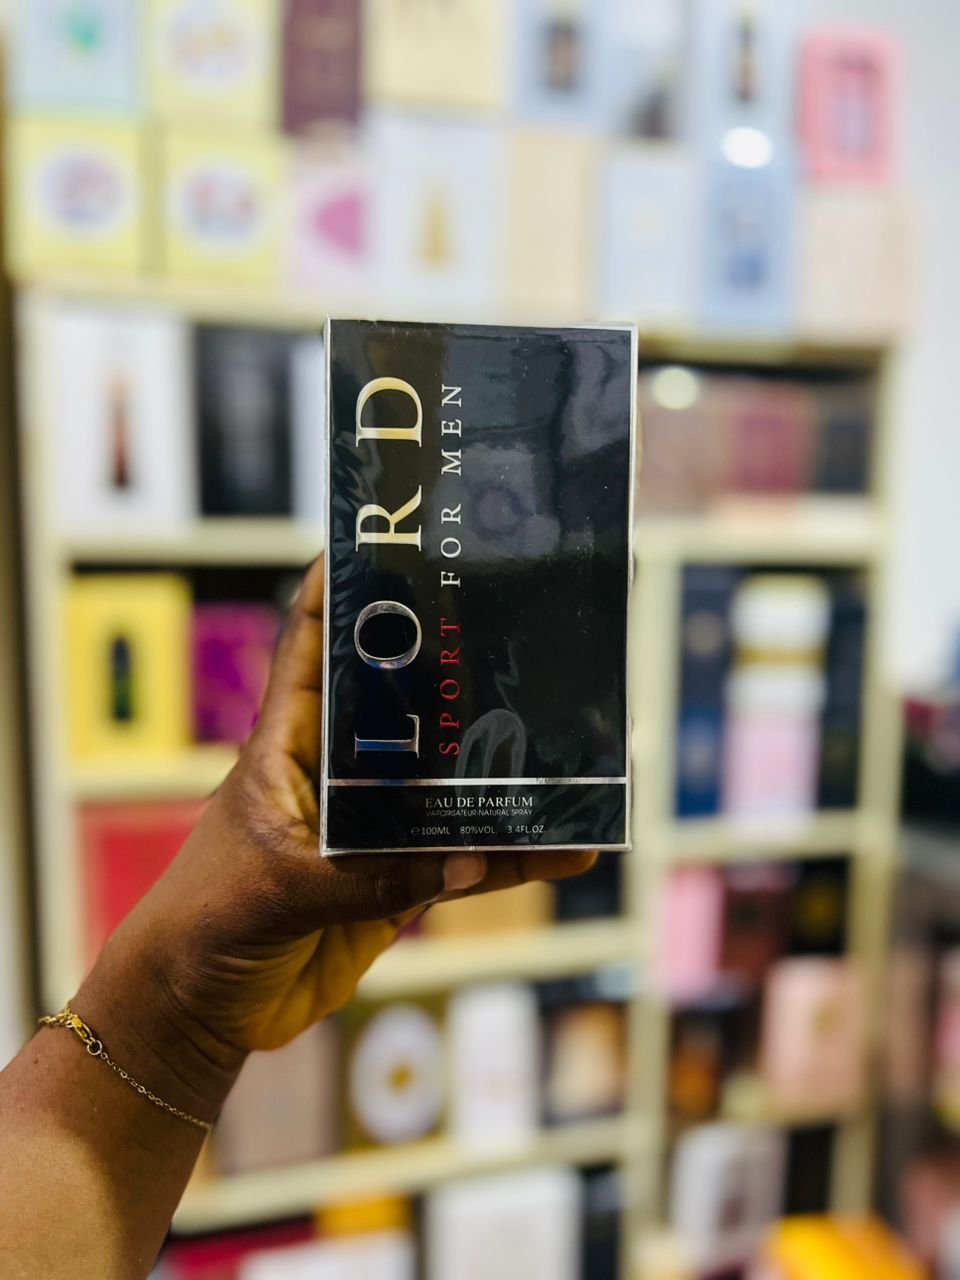 LORD
SPORT FOR MEN
EAU DE PARFUM
VAPORISATEUR-NATURAL SPRAY
℮100ML 80%VOL. 3.4FL.OZ.